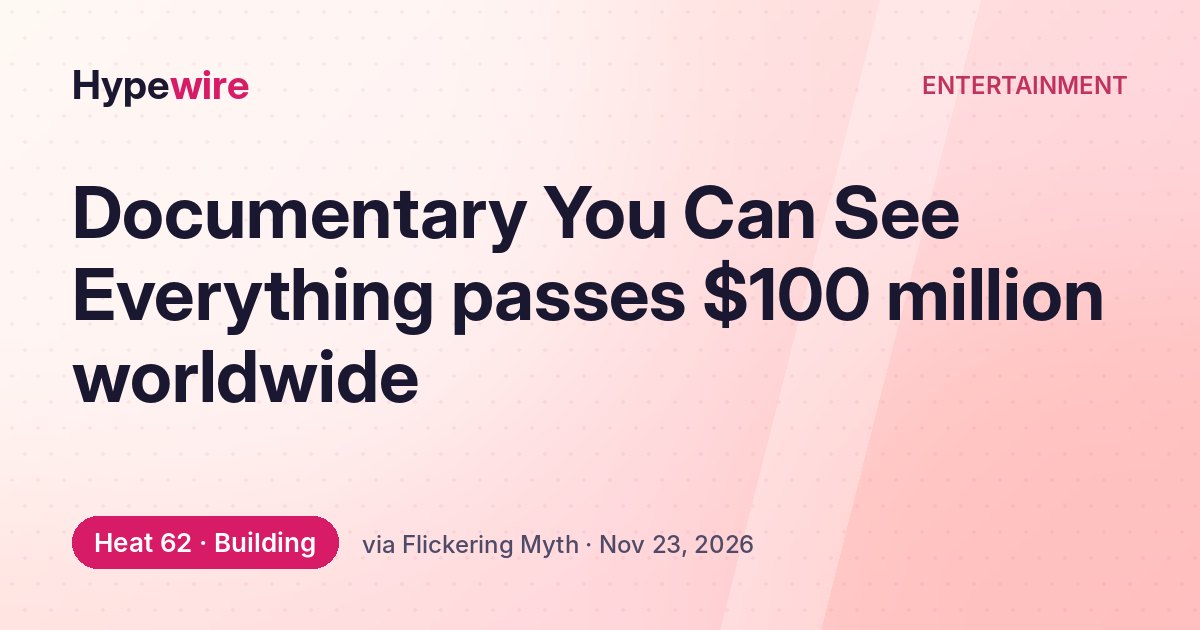 Hypewire
ENTERTAINMENT
Documentary You Can See
Everything passes $100 million
worldwide
Heat 62 · Building
via Flickering Myth · Nov 23, 2026